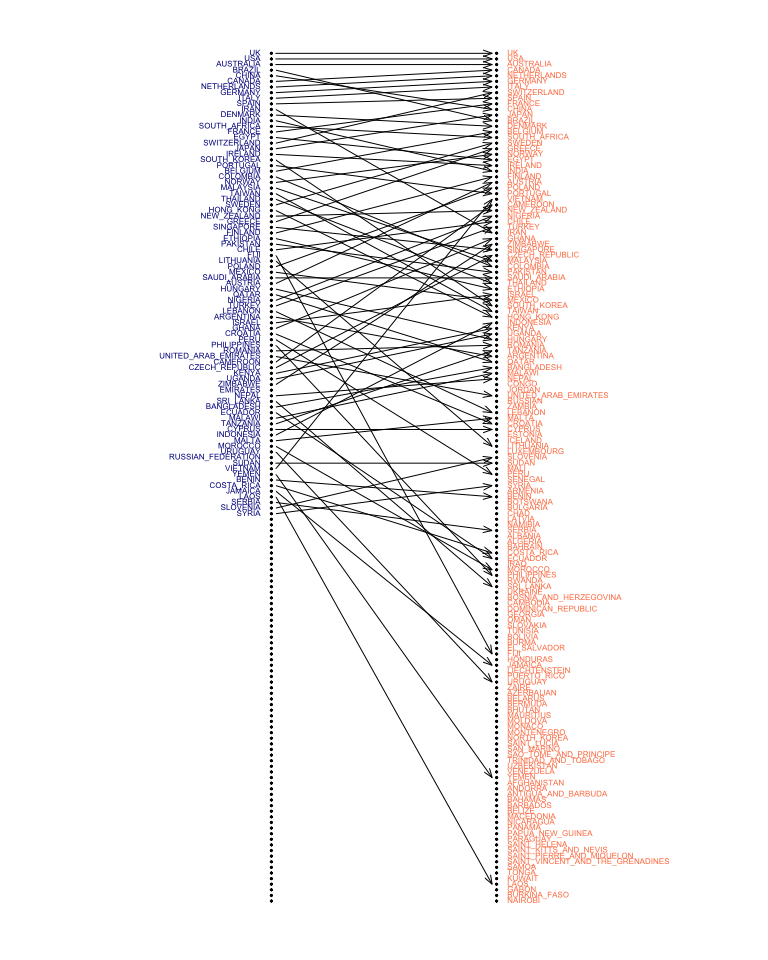 UK
USA
AUSTRALIA
BRAZIL
CHINA
CANADA
NETHERLANDS
GERMANY
ITALY
SPAIN
IRAN
DENMARK
INDIA
SOUTH_AFRICA
FRANCE
EGYPT
SWITZERLAND
JAPAN
IRELAND
SOUTH_KOREA
PORTUGAL
BELGIUM
COLOMBIA
NORWAY
MALAYSIA
TAIWAN
THAILAND
SWEDEN
HONG_KONG
NEW_ZEALAND
GREECE
SINGAPORE
FINLAND
ETHIOPIA
PAKISTAN
CHILE
FIJI
LITHUANIA
POLAND
MEXICO
SAUDI_ARABIA
AUSTRIA
HUNGARY
QATAR
NIGERIA
TURKEY
LEBANON
ARGENTINA
ISRAEL
GHANA
CROATIA
PERU
PHILIPPINES
ROMANIA
UNITED_ARAB_EMIRATES
CAMEROON
CZECH_REPUBLIC
KENYA
UGANDA
ZIMBABWE
EMIRATES
NEPAL
SRI_LANKA
BANGLADESH
ECUADOR
MALAWI
TANZANIA
CYPRUS
INDONESIA
MALTA
MOROCCO
URUGUAY
RUSSIAN_FEDERATION
SUDAN
VIETNAM
YEMEN
BENIN
COSTA_RICA
JAMAICA
LAOS
SERBIA
SLOVENIA
SYRIA
UK
USA
AUSTRALIA
CANADA
NETHERLANDS
GERMANY
ITALY
SWITZERLAND
SPAIN
FRANCE
CHINA
JAPAN
BRAZIL
DENMARK
BELGIUM
SOUTH_AFRICA
SWEDEN
GREECE
NORWAY
EGYPT
IRELAND
INDIA
FINLAND
AUSTRIA
POLAND
PORTUGAL
VIETNAM
CAMEROON
NEW_ZEALAND
NIGERIA
CHILE
TURKEY
IRAN
GHANA
ZIMBABWE
SINGAPORE
CZECH_REPUBLIC
MALAYSIA
COLOMBIA
PAKISTAN
SAUDI_ARABIA
THAILAND
ETHIOPIA
ISRAEL
MEXICO
SOUTH_KOREA
TAIWAN
HONG_KONG
INDONESIA
KENYA
UGANDA
HUNGARY
ROMANIA
TANZANIA
ARGENTINA
QATAR
BANGLADESH
MALAWI
NEPAL
CONGO
JORDAN
UNITED_ARAB_EMIRATES
RUSSIAN
ZAMBIA
LEBANON
MALTA
CROATIA
CYPRUS
ESTONIA
ICELAND
LITHUANIA
LUXEMBOURG
SLOVENIA
SUDAN
MALI
PERU
SENEGAL
SYRIA
ARMENIA
BENIN
BOTSWANA
BULGARIA
CHAD
LATVIA
NAMIBIA
SERBIA
ALBANIA
ALGERIA
BAHRAIN
COSTA_RICA
ECUADOR
IRAQ
MOROCCO
PHILIPPINES
RWANDA
SRI_LANKA
UKRAINE
BOSNIA_AND_HERZEGOVINA
CAMBODIA
DOMINICAN_REPUBLIC
GEORGIA
OMAN
SLOVAKIA
TUNISIA
BOLIVIA
BURMA
EL_SALVADOR
FIJI
HONDURAS
JAMAICA
LIECHTENSTEIN
PUERTO_RICO
URUGUAY
ZAIRE
AZERBAIJAN
BELARUS
BERMUDA
BHUTAN
MAURITIUS
MOLDOVA
MONACO
MONTENEGRO
NORTH_KOREA
SAINT_LUCIA
SAN_MARINO
SAO_TOME_AND_PRINCIPE
TRINIDAD_AND_TOBAGO
UZBEKISTAN
VENEZUELA
YEMEN
AFGHANISTAN
ANDORRA
ANTIGUA_AND_BARBUDA
BAHAMAS
BARBADOS
BELIZE
MACEDONIA
NICARAGUA
PANAMA
PAPUA_NEW_GUINEA
PARAGUAY
SAINT_HELENA
SAINT_KITTS_AND_NEVIS
SAINT_PIERRE_AND_MIQUELON
SAINT_VINCENT_AND_THE_GRENADINES
SAMOA
TONGA
KUWAIT
LAOS
GABON
BURKINA_FASO
NAIROBI